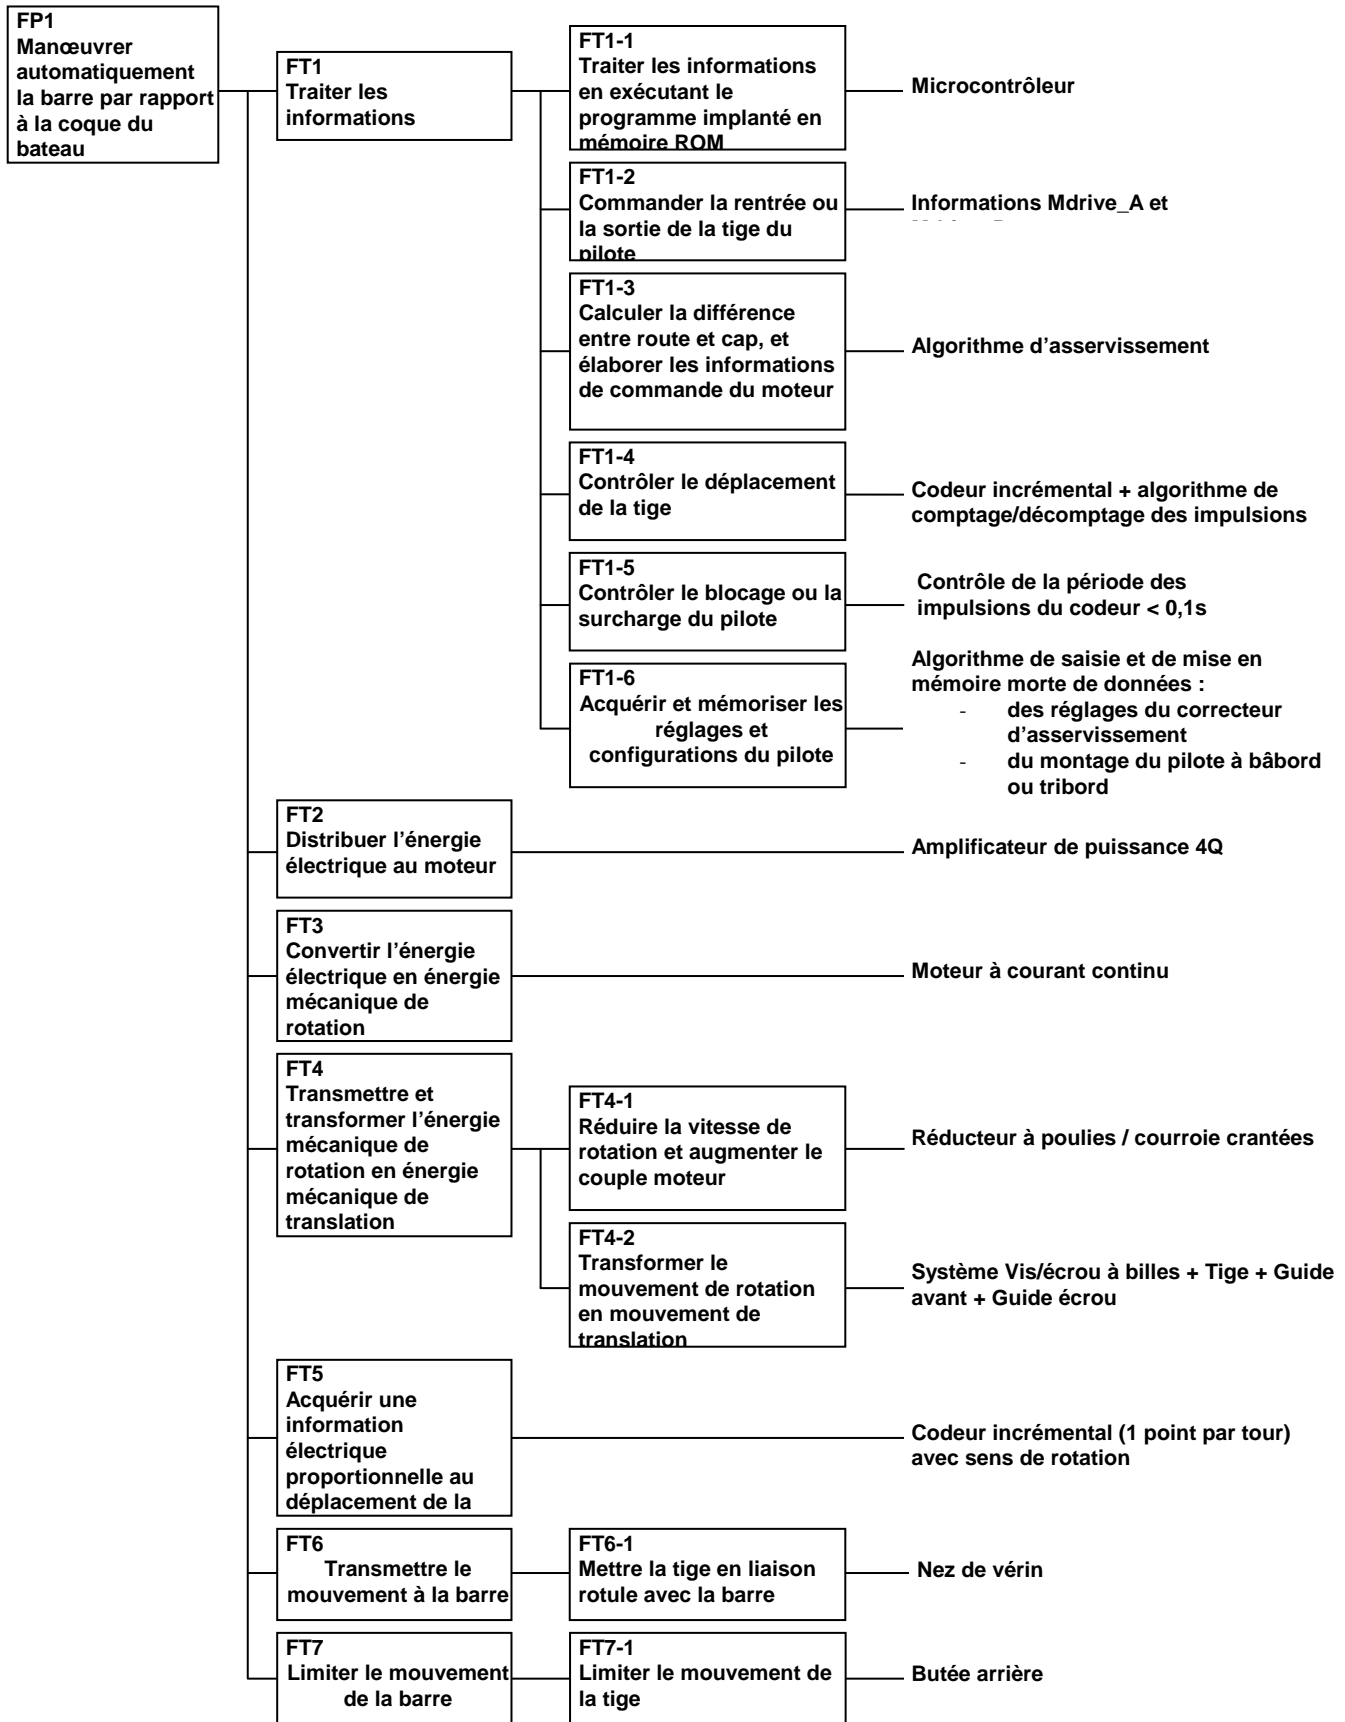 FP1
Manœuvrer
automatiquement
la barre par rapport
à la coque du
bateau
FT1
Traiter les
informations
FT1-1
Traiter les informations
en exécutant le
programme implanté en
mémoire ROM
Microcontrôleur
FT1-2
Commander la rentrée ou
la sortie de la tige du
pilote
Informations Mdrive_A et
FT1-3
Calculer la différence
entre route et cap, et
élaborer les informations
de commande du moteur
Algorithme d’asservissement
FT1-4
Contrôler le déplacement
de la tige
Codeur incrémental + algorithme de
comptage/décomptage des impulsions
FT1-5
Contrôler le blocage ou la
surcharge du pilote
Contrôle de la période des
impulsions du codeur < 0,1s
FT1-6
Acquérir et mémoriser les
réglages et
configurations du pilote
Algorithme de saisie et de mise en
mémoire morte de données :
- des réglages du correcteur
d’asservissement
- du montage du pilote à bâbord
ou tribord
FT2
Distribuer l’énergie
électrique au moteur
Amplificateur de puissance 4Q
FT3
Convertir l’énergie
électrique en énergie
mécanique de
rotation
Moteur à courant continu
FT4
Transmettre et
transformer l’énergie
mécanique de
rotation en énergie
mécanique de
translation
FT4-1
Réduire la vitesse de
rotation et augmenter le
couple moteur
Réducteur à poulies / courroie crantées
FT4-2
Transformer le
mouvement de rotation
en mouvement de
translation
Système Vis/écrou à billes + Tige + Guide
avant + Guide écrou
FT5
Acquérir une
information
électrique
proportionnelle au
déplacement de la
Codeur incrémental (1 point par tour)
avec sens de rotation
FT6
Transmettre le
mouvement à la barre
FT6-1
Mettre la tige en liaison
rotule avec la barre
Nez de vérin
FT7
Limiter le mouvement
de la barre
FT7-1
Limiter le mouvement de
la tige
Butée arrière